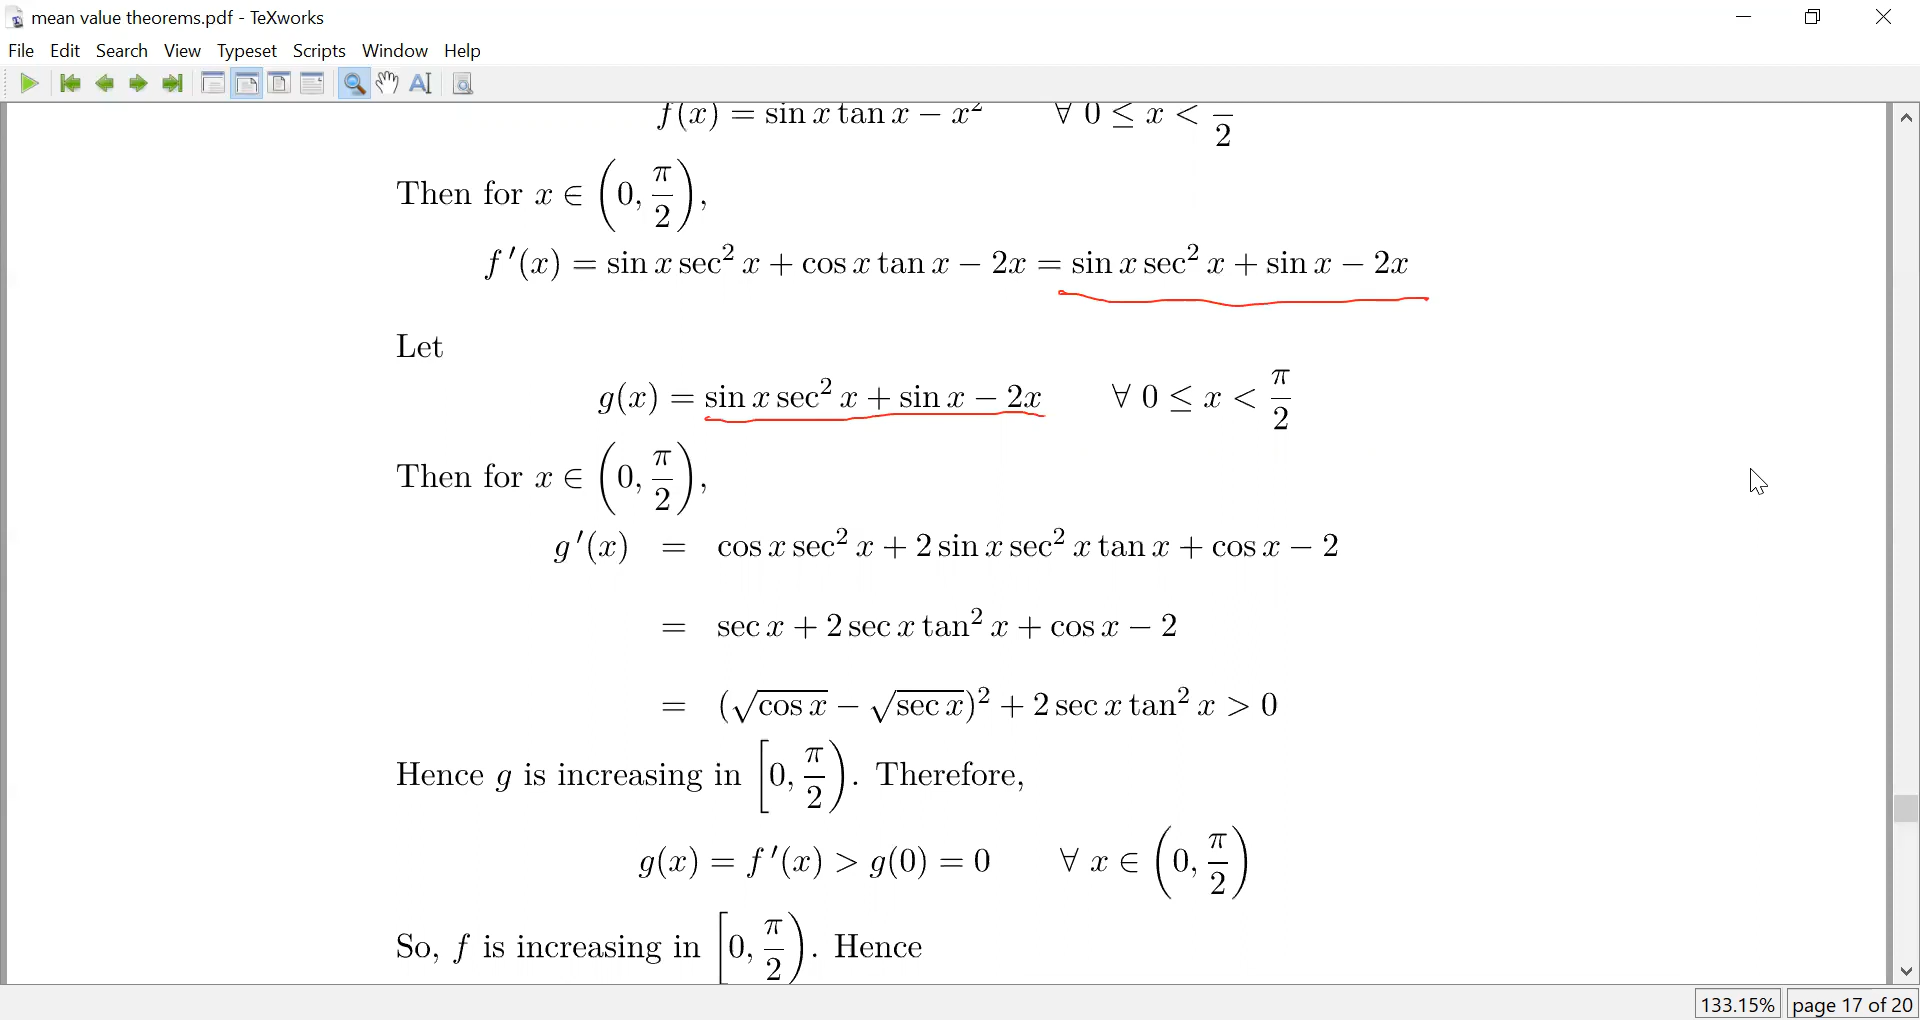 mean value theorems.pdf - TeXworks
File Edit Search View Typeset Scripts Window Help
f(x) = sin x tan x − x² ∀ 0 ≤ x < /2
Then for x ∈ (0, π/2),
f′(x) = sin x sec² x + cos x tan x − 2x = sin x sec² x + sin x − 2x
Let
g(x) = sin x sec² x + sin x − 2x ∀ 0 ≤ x < π/2
Then for x ∈ (0, π/2),
g′(x) = cos x sec² x + 2 sin x sec² x tan x + cos x − 2
= sec x + 2 sec x tan² x + cos x − 2
= (√cos x − √sec x)² + 2 sec x tan² x > 0
Hence g is increasing in [0, π/2). Therefore,
g(x) = f′(x) > g(0) = 0 ∀ x ∈ (0, π/2)
So, f is increasing in [0, π/2). Hence
133.15% page 17 of 20